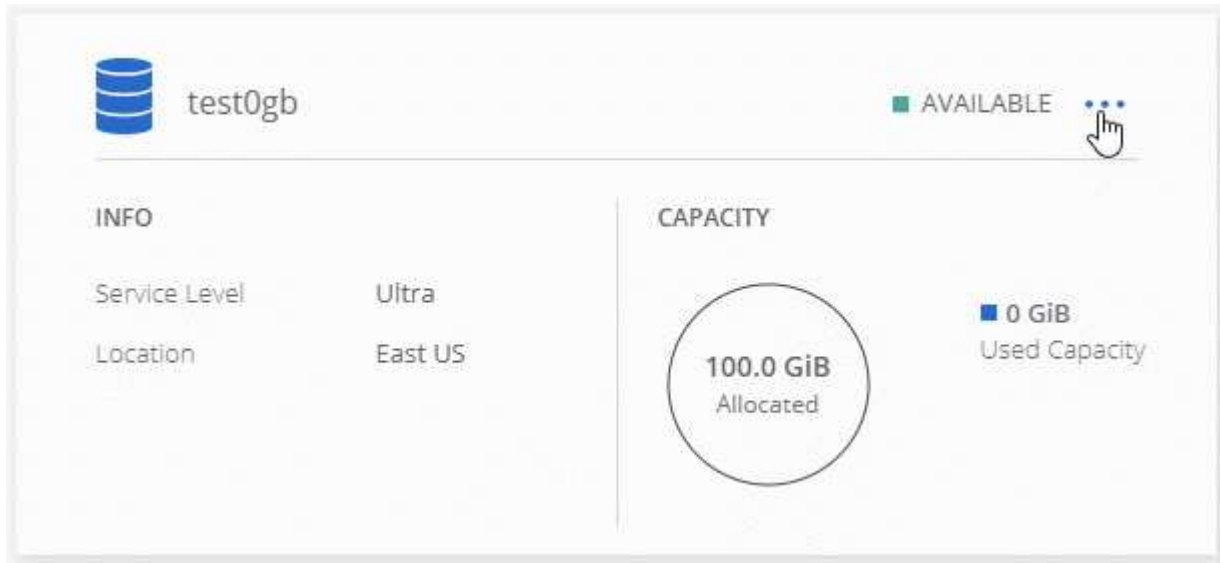 test0gb
AVAILABLE
INFO
Service Level Ultra
Location East US
CAPACITY
100.0 GiB
Allocated
0 GiB
Used Capacity